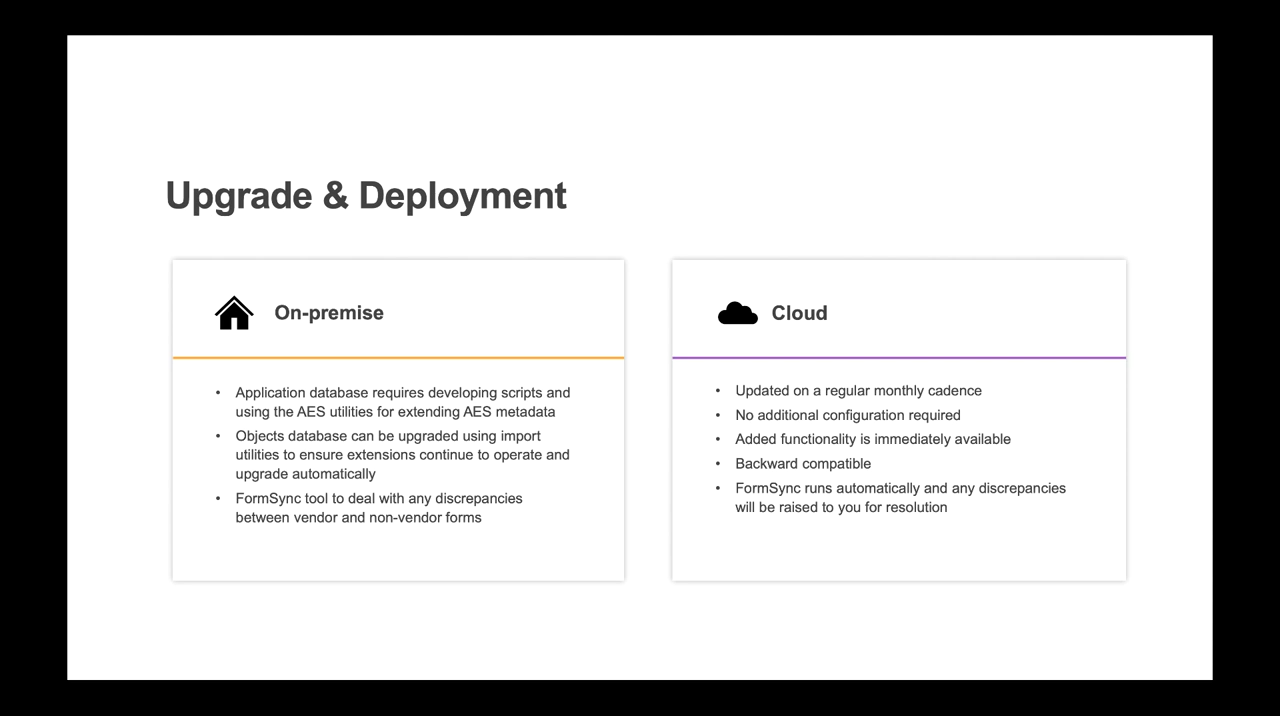 Upgrade & Deployment
On-premise
• Application database requires developing scripts and
using the AES utilities for extending AES metadata
• Objects database can be upgraded using import
utilities to ensure extensions continue to operate and
upgrade automatically
• FormSync tool to deal with any discrepancies
between vendor and non-vendor forms
Cloud
• Updated on a regular monthly cadence
• No additional configuration required
• Added functionality is immediately available
• Backward compatible
• FormSync runs automatically and any discrepancies
will be raised to you for resolution